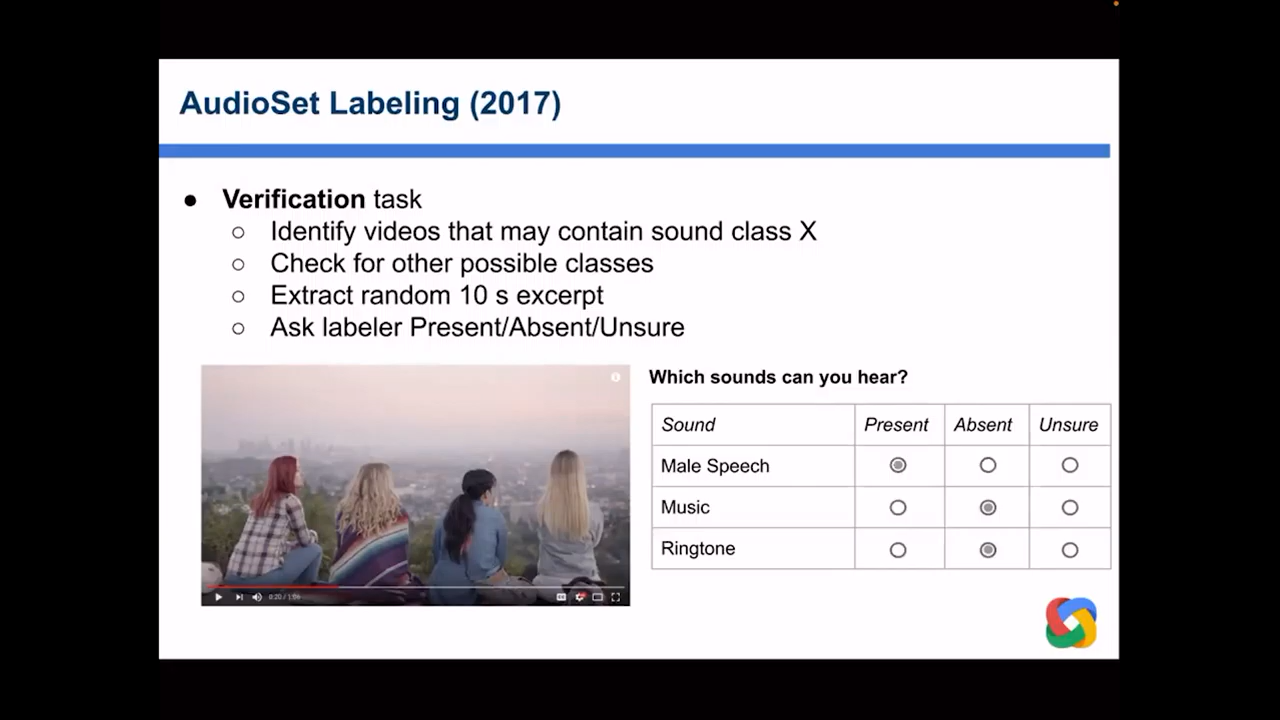 AudioSet Labeling (2017)
● Verification task
○ Identify videos that may contain sound class X
○ Check for other possible classes
○ Extract random 10 s excerpt
○ Ask labeler Present/Absent/Unsure
Which sounds can you hear?
Sound Present Absent Unsure
Male Speech
Music
Ringtone